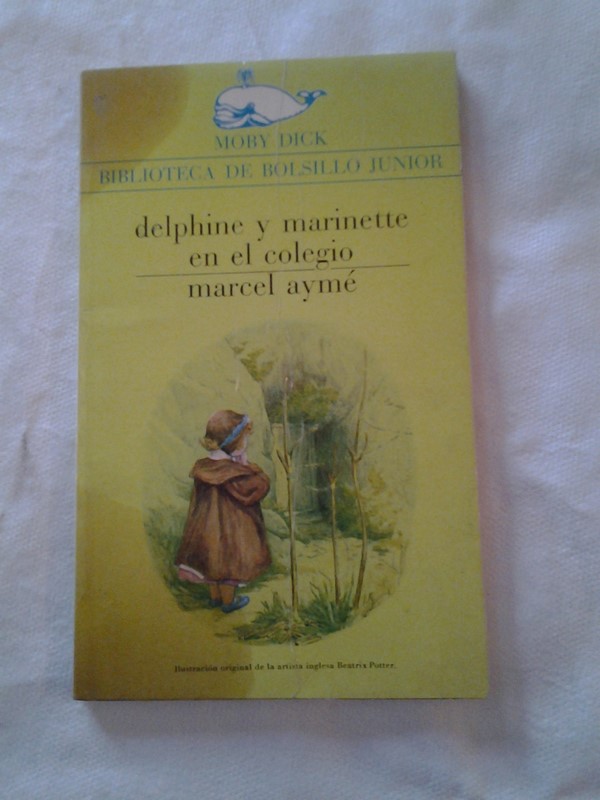 MOBY DICK
BIBLIOTECA DE BOLSILLO JUNIOR
delphine y marinette
en el colegio
marcel aymé
Ilustración original de la artista inglesa Beatrix Potter.